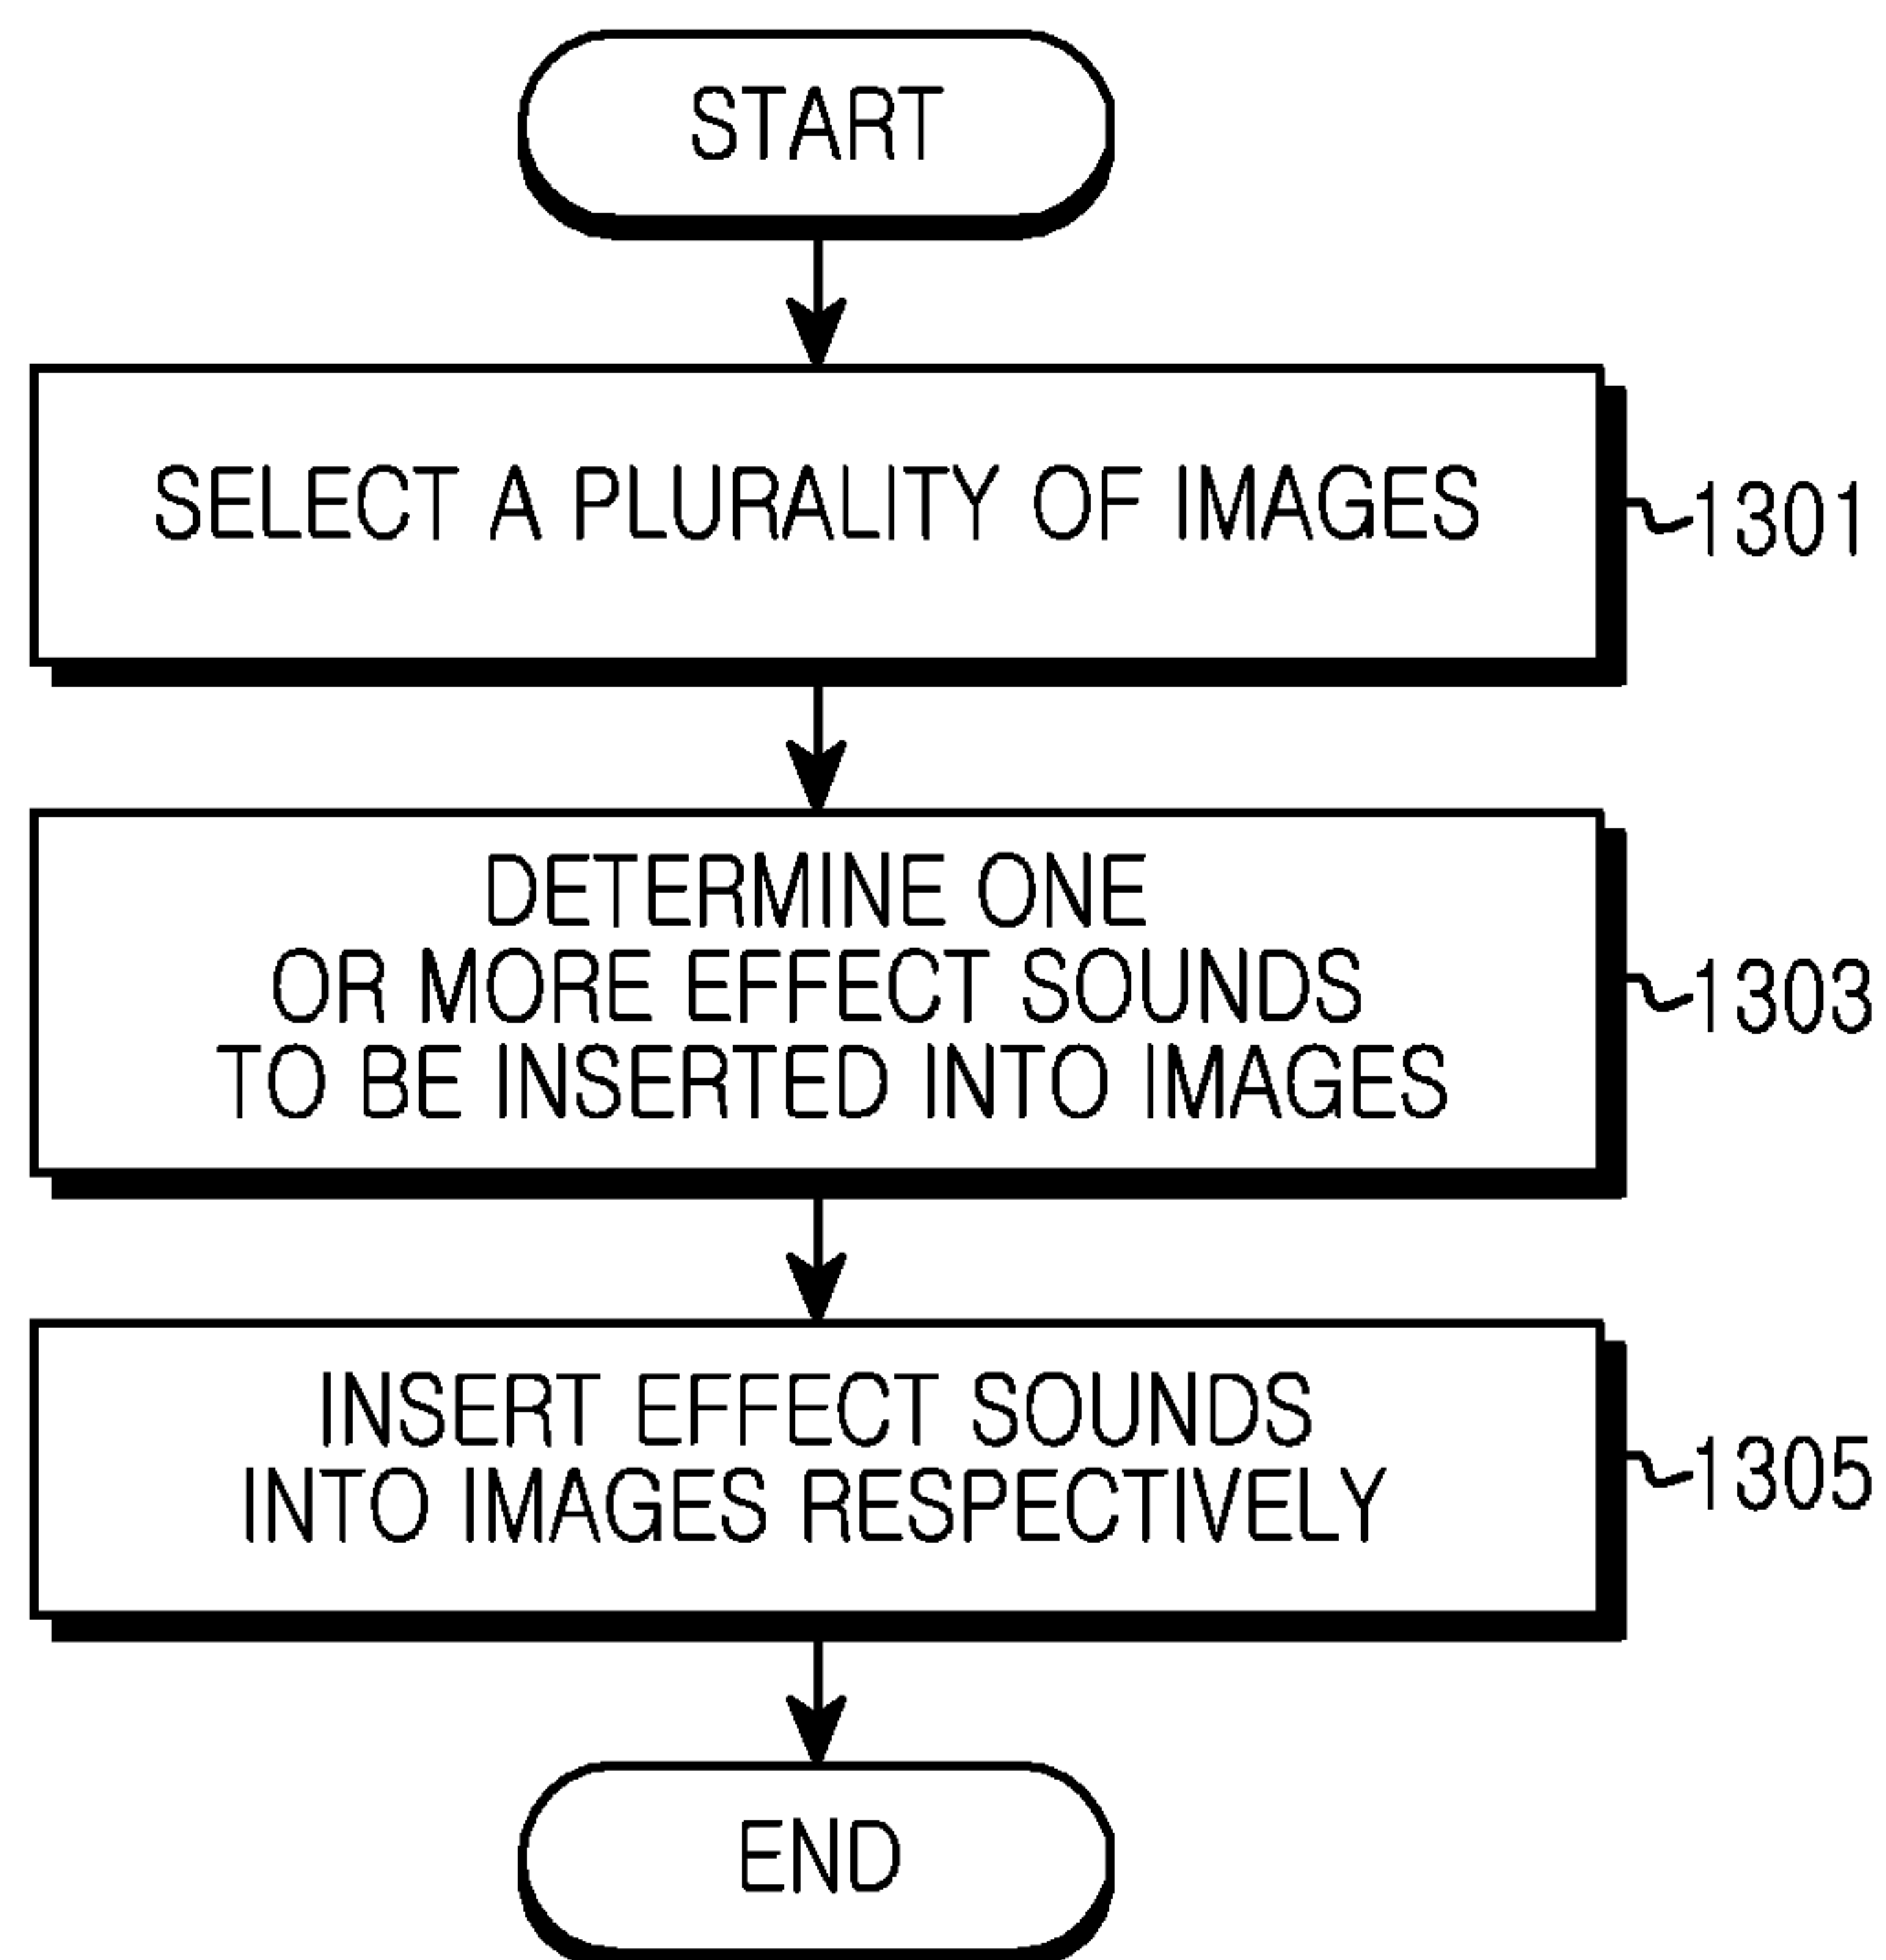 START
SELECT A PLURALITY OF IMAGES
1301
DETERMINE ONE
OR MORE EFFECT SOUNDS
TO BE INSERTED INTO IMAGES
1303
INSERT EFFECT SOUNDS
INTO IMAGES RESPECTIVELY
1305
END